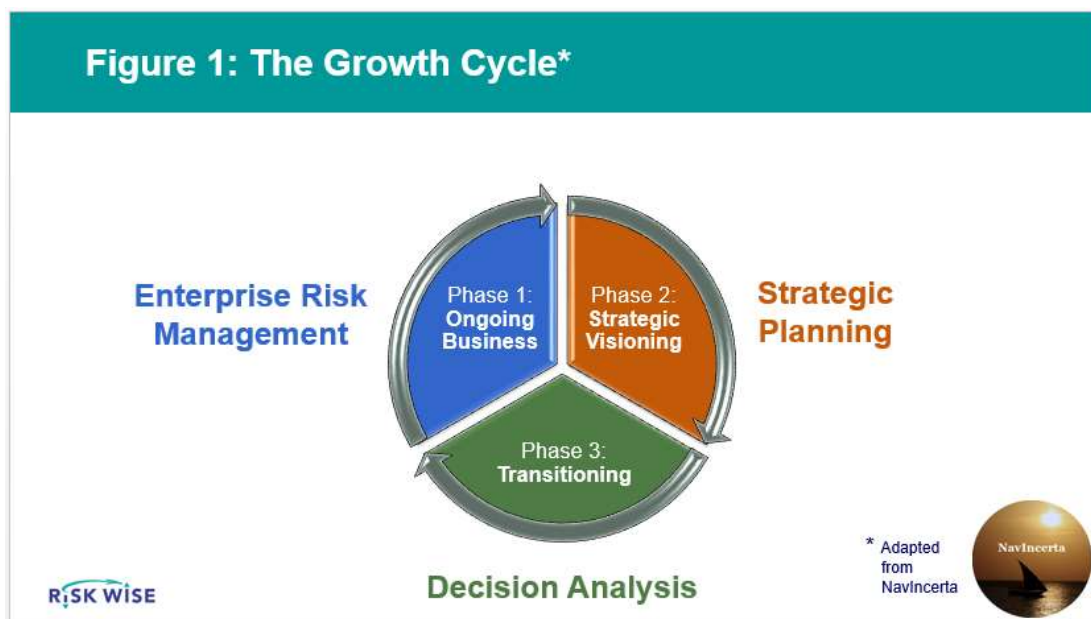 Figure 1: The Growth Cycle*
Enterprise Risk
Management
Phase 1:
Ongoing
Business
Phase 2:
Strategic
Visioning
Strategic
Planning
Phase 3:
Transitioning
Decision Analysis
RiSK WiSE
* Adapted
from
NavIncerta
NavIncerta